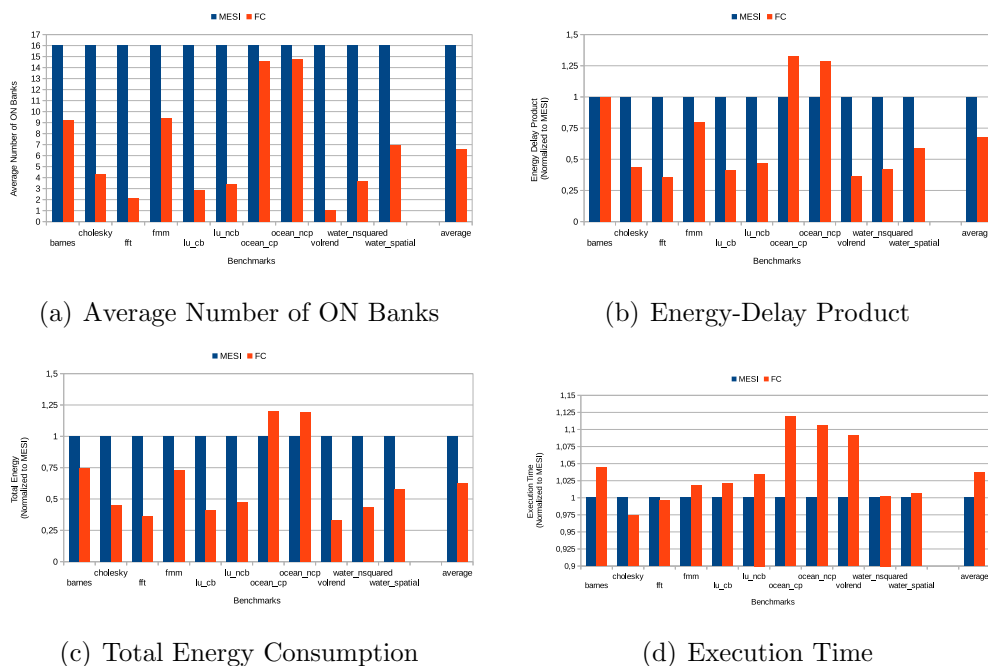 MESI FC
17
16
15
14
13
12
11
10
9
8
7
6
5
4
3
2
1
0
Average Number of ON Banks
cholesky fmm lu_ncb ocean_ncp water_nsquared average
barnes fft lu_cb ocean_cp volrend water_spatial
Benchmarks
(a) Average Number of ON Banks
MESI FC
1,5
1,25
1
0,75
0,5
0,25
0
Energy Delay Product
(Normalized to MESI)
cholesky fmm lu_ncb ocean_ncp water_nsquared average
barnes fft lu_cb ocean_cp volrend water_spatial
Benchmarks
(b) Energy-Delay Product
MESI FC
1,5
1,25
1
0,75
0,5
0,25
0
Total Energy
(Normalized to MESI)
cholesky fmm lu_ncb ocean_ncp water_nsquared average
barnes fft lu_cb ocean_cp volrend water_spatial
Benchmarks
(c) Total Energy Consumption
MESI FC
1,15
1,125
1,1
1,075
1,05
1,025
1
0,975
0,95
0,925
0,9
Execution Time
(Normalized to MESI)
cholesky fmm lu_ncb ocean_ncp water_nsquared average
barnes fft lu_cb ocean_cp volrend water_spatial
Benchmarks
(d) Execution Time